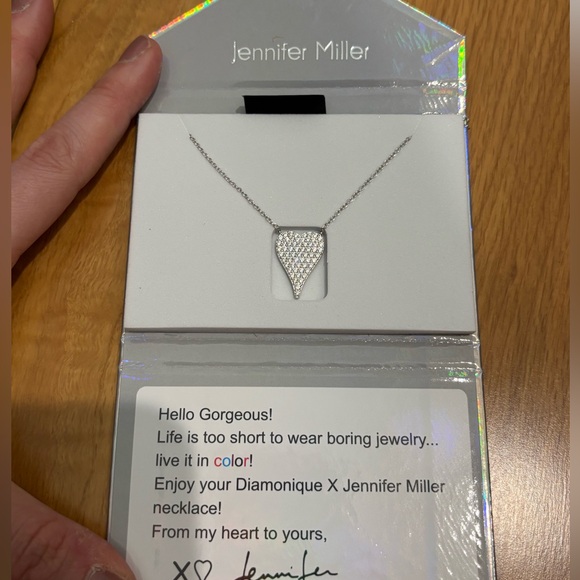 Jennifer Miller
Hello Gorgeous!
Life is too short to wear boring jewelry...
live it in color!
Enjoy your Diamonique X Jennifer Miller
necklace!
From my heart to yours,
X♡ Jennifer